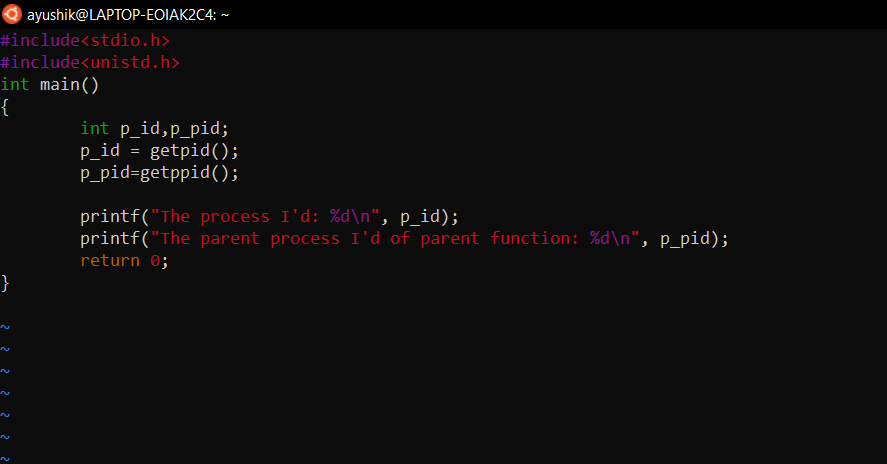 ayushik@LAPTOP-EOIAK2C4: ~
#include<stdio.h>
#include<unistd.h>
int main()
{
        int p_id,p_pid;
        p_id = getpid();
        p_pid=getppid();

        printf("The process I'd: %d\n", p_id);
        printf("The parent process I'd of parent function: %d\n", p_pid);
        return 0;
}

~
~
~
~
~
~
~